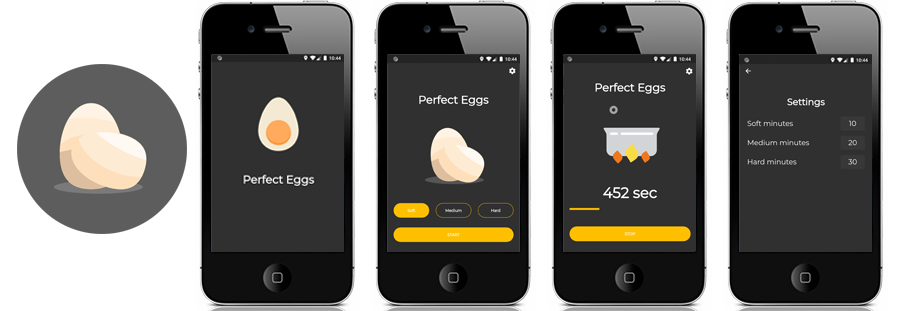 10:44
Perfect Eggs
10:44
Perfect Eggs
Soft
Medium
Hard
START
10:44
Perfect Eggs
452 sec
STOP
10:44
Settings
Soft minutes
10
Medium minutes
20
Hard minutes
30